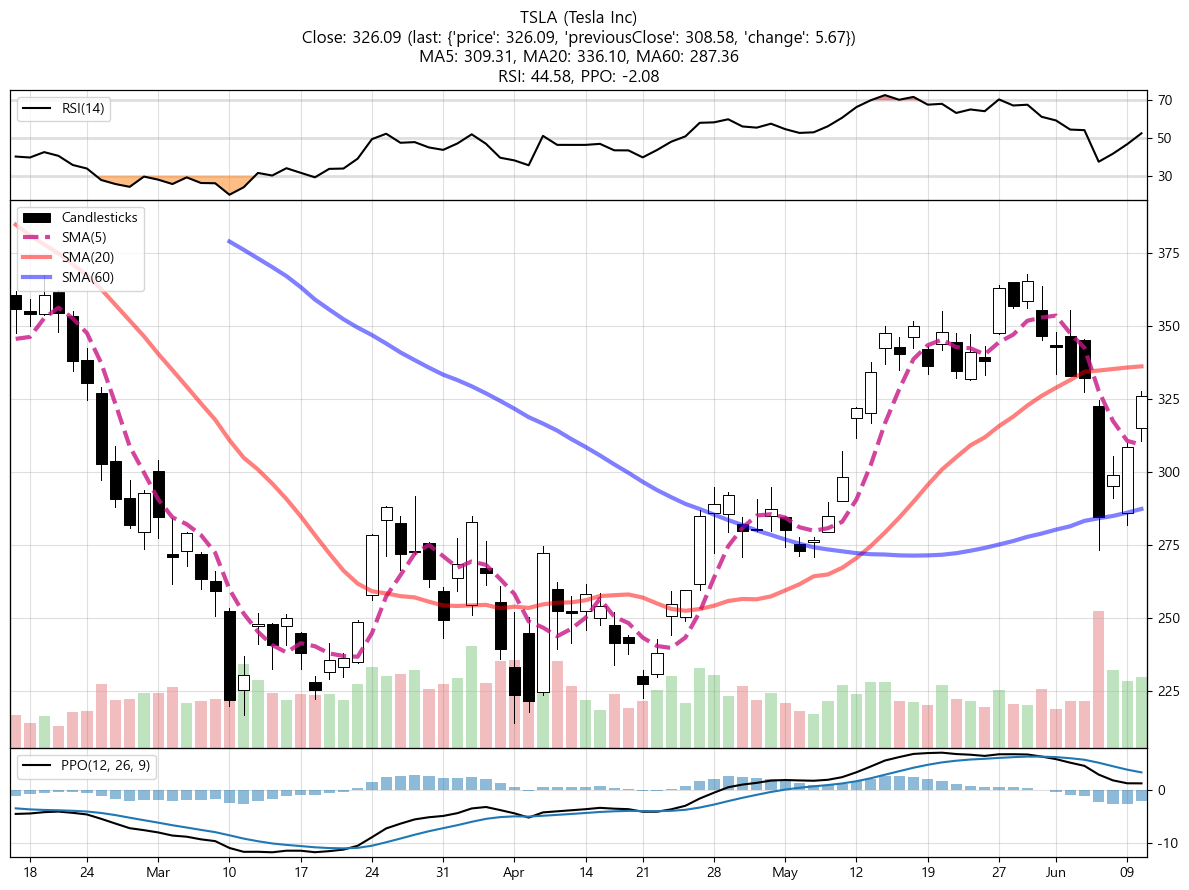 TSLA (Tesla Inc)
Close: 326.09 (last: {'price': 326.09, 'previousClose': 308.58, 'change': 5.67})
MA5: 309.31, MA20: 336.10, MA60: 287.36
RSI: 44.58, PPO: -2.08
RSI(14)
70
50
30
Candlesticks
SMA(5)
SMA(20)
SMA(60)
375
350
325
300
275
250
225
PPO(12, 26, 9)
0
-10
18 24 Mar 10 17 24 31 Apr 14 21 28 May 12 19 27 Jun 09